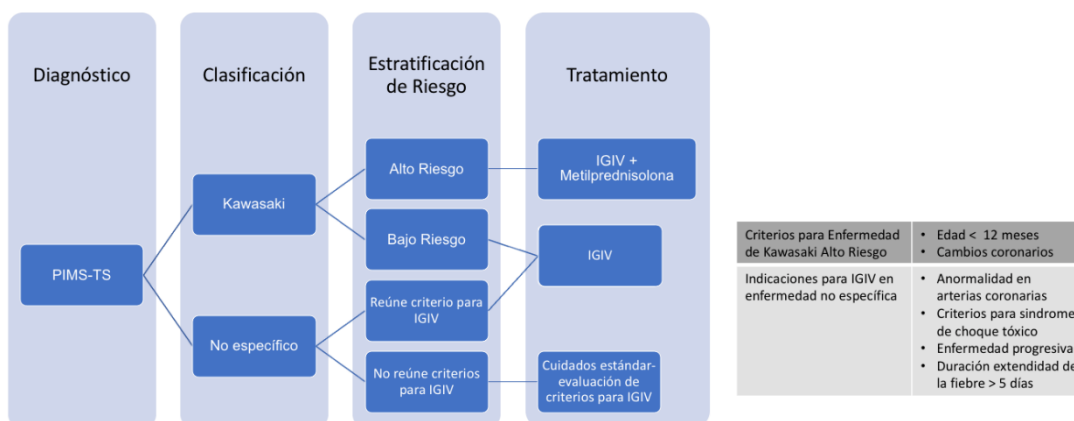 Diagnóstico
Clasificación
Estratificación
de Riesgo
Tratamiento
PIMS-TS
Kawasaki
No específico
Alto Riesgo
Bajo Riesgo
Reúne criterio para
IGIV
No reúne criterios
para IGIV
IGIV +
Metilprednisolona
IGIV
Cuidados estándar-
evaluación de
criterios para IGIV
Criterios para Enfermedad
de Kawasaki Alto Riesgo
• Edad < 12 meses
• Cambios coronarios
Indicaciones para IGIV en
enfermedad no específica
• Anormalidad en
arterias coronarias
• Criterios para sindrome
de choque tóxico
• Enfermedad progresiva
• Duración extendidad de
la fiebre > 5 días